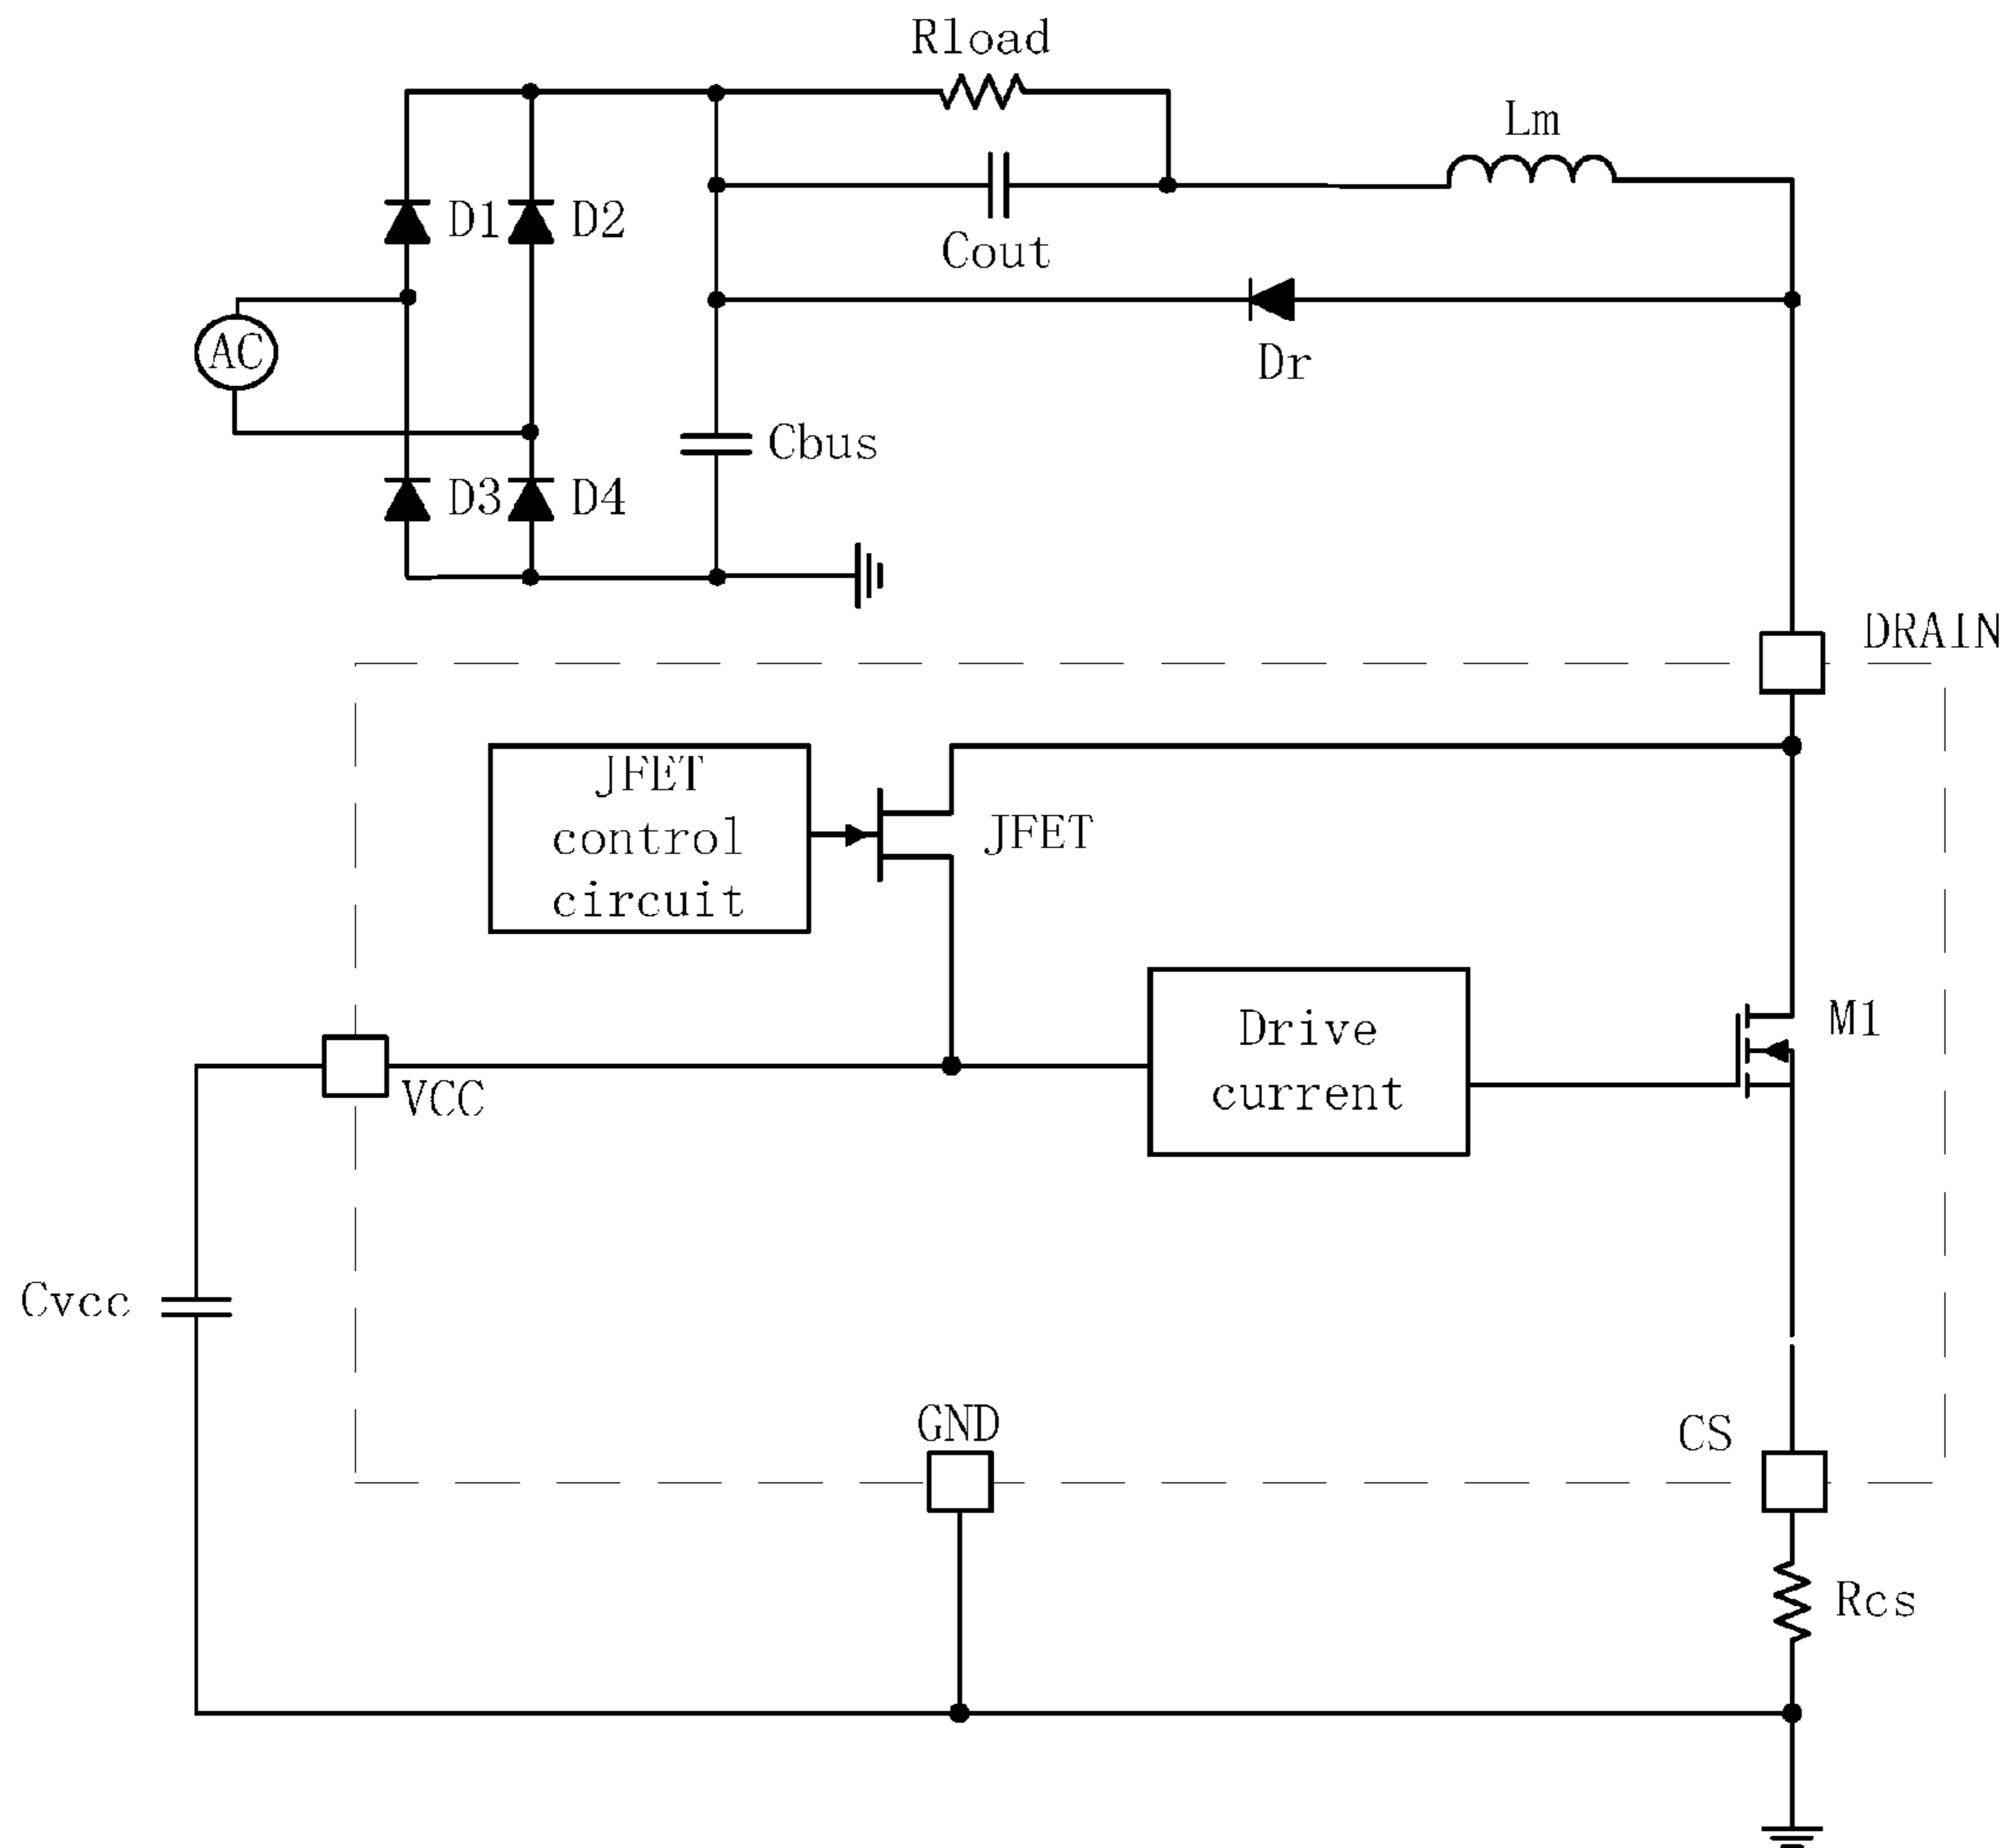 Rload
Lm
D1
D2
Cout
AC
Dr
Cbus
D3
D4
DRAIN
JFET
control
circuit
JFET
M1
Drive
current
VCC
Cvcc
GND
CS
Rcs